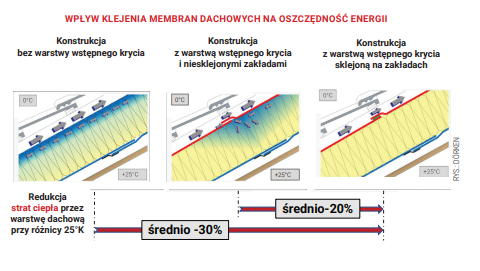 WPŁYW KLEJENIA MEMBRAN DACHOWYCH NA OSZCZĘDNOŚĆ ENERGII
Konstrukcja
bez warstwy wstępnego krycia
Konstrukcja
z warstwą wstępnego krycia
i niesklejonymi zakładami
Konstrukcja
z warstwą wstępnego krycia
sklejoną na zakładach
0°C
+25°C
0°C
+25°C
0°C
+25°C
RYS.: DÖRKEN
Redukcja
strat ciepła przez
warstwę dachową
przy różnicy 25°K
średnio-20%
średnio -30%